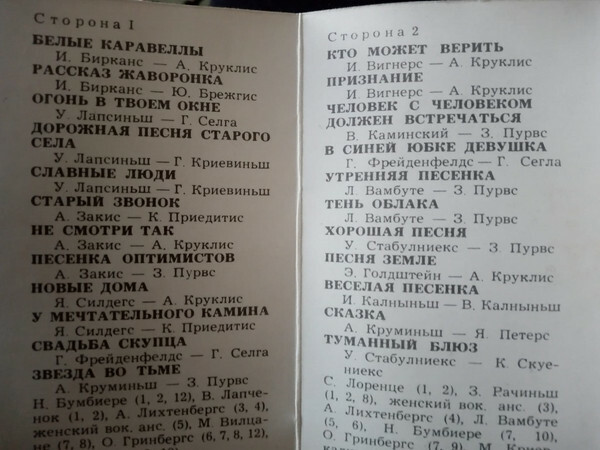 Сторона 1
БЕЛЫЕ КАРАВЕЛЛЫ
И. Бирканс — А. Круклис
РАССКАЗ ЖАВОРОНКА
И. Бирканс — Ю. Брежгис
ОГОНЬ В ТВОЕМ ОКНЕ
У. Лапсиньш — Г. Селга
ДОРОЖНАЯ ПЕСНЯ СТАРОГО
СЕЛА
У. Лапсиньш — Г. Криевиньш
СЛАВНЫЕ ЛЮДИ
У. Лапсиньш — Г. Криевиньш
СТАРЫЙ ЗВОНОК
А. Закис — К. Приедитис
НЕ СМОТРИ ТАК
А. Закис — А. Круклис
ПЕСЕНКА ОПТИМИСТОВ
А. Закис — З. Пурвс
НОВЫЕ ДОМА
Я. Силдегс — А. Круклис
У МЕЧТАТЕЛЬНОГО КАМИНА
Я. Силдегс — К. Приедитис
СВАДЬБА СКУПЦА
Г. Фрейденфелдс — Г. Селга
ЗВЕЗДА ВО ТЬМЕ
А. Круминьш — З. Пурвс
Н. Бумбиере (1, 2, 12), В. Лапче-
нок (1, 2), А. Лихтенбергс (3, 4),
женский вок. анс. (5), М. Вилца-
не (7, 8), О. Гринбергс (6, 7, 8, 12),
Сторона 2
КТО МОЖЕТ ВЕРИТЬ
И. Вигнерс — А. Круклис
ПРИЗНАНИЕ
И. Вигнерс — А. Круклис
ЧЕЛОВЕК С ЧЕЛОВЕКОМ
ДОЛЖЕН ВСТРЕЧАТЬСЯ
В. Каминский — З. Пурвс
В СИНЕЙ ЮБКЕ ДЕВУШКА
Г. Фрейденфелдс — Г. Сегла
УТРЕННЯЯ ПЕСЕНКА
Л. Вамбуте — З. Пурвс
ТЕНЬ ОБЛАКА
Л. Вамбуте — З. Пурвс
ХОРОШАЯ ПЕСНЯ
У. Стабулниекс — З. Пурвс
ПЕСНЯ ЗЕМЛЕ
Э. Голдштейн — А. Круклис
ВЕСЕЛАЯ ПЕСЕНКА
И. Калныньш — В. Калныньш
СКАЗКА
А. Круминьш — Я. Петерс
ТУМАННЫЙ БЛЮЗ
У. Стабулниекс — К. Скуе-
ниекс
С. Лоренце (1, 2), З. Рачиньш
(1, 2, 8), женский вок. анс. (3),
А. Лихтенбергс (4), Л. Вамбуте
(5, 6), Н. Бумбиере (7, 10),
О. Гринбергс (7, 9), М.